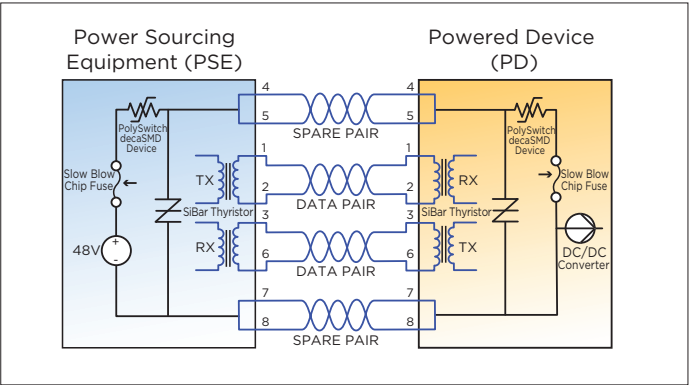 Power Sourcing
Equipment (PSE)
Powered Device
(PD)
4
5
SPARE PAIR
4
5
PolySwitch
decaSMD
Device
PolySwitch
decaSMD
Device
Slow Blow
Chip Fuse
TX
1
2
DATA PAIR
1
2
RX
Slow Blow
Chip Fuse
SiBar Thyristor
SiBar Thyristor
48V
+
-
RX
3
6
DATA PAIR
3
6
TX
DC/DC
Converter
7
8
SPARE PAIR
7
8